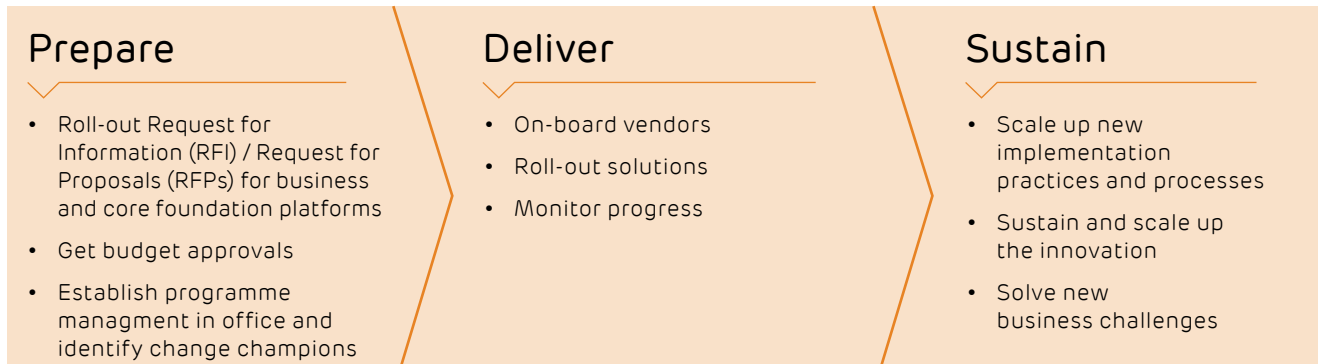 Prepare
• Roll-out Request for
Information (RFI) / Request for
Proposals (RFPs) for business
and core foundation platforms
• Get budget approvals
• Establish programme
managment in office and
identify change champions
Deliver
• On-board vendors
• Roll-out solutions
• Monitor progress
Sustain
• Scale up new
implementation
practices and processes
• Sustain and scale up
the innovation
• Solve new
business challenges